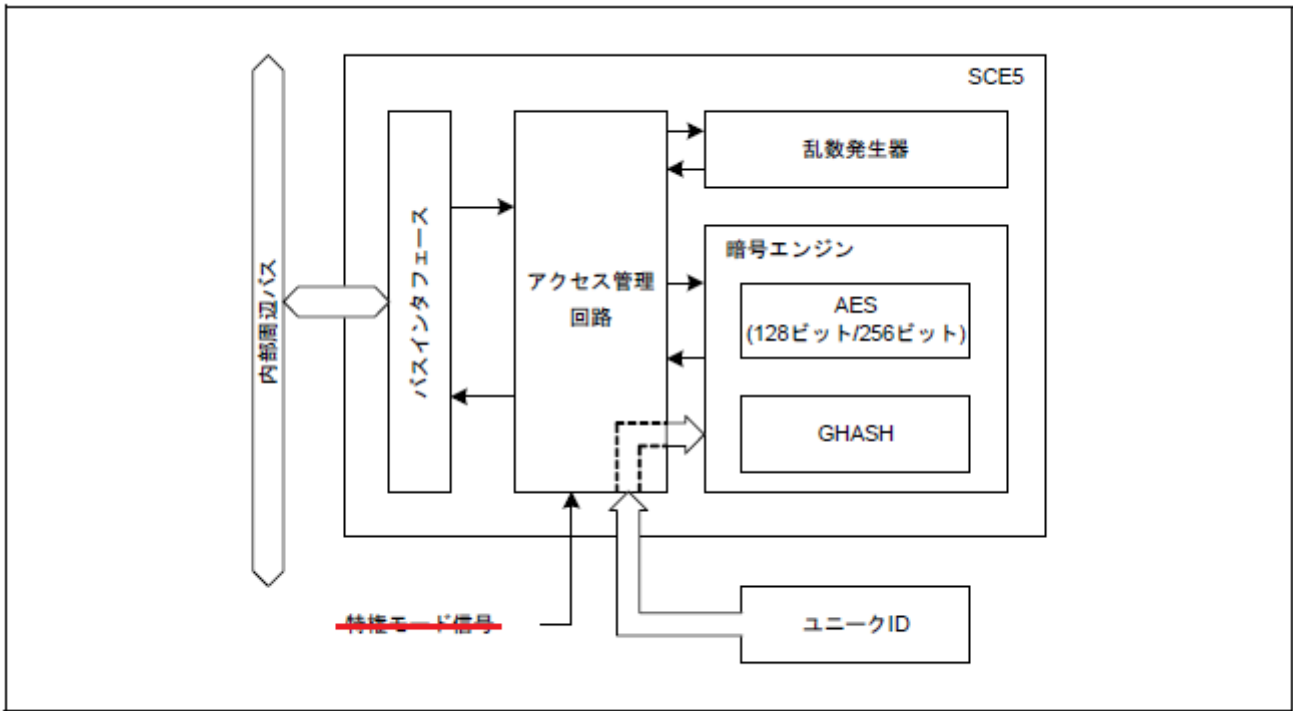 SCE5
乱数発生器
バスインタフェース
アクセス管理
回路
暗号エンジン
AES
(128ビット/256ビット)
GHASH
内部周辺バス
特権モード信号
ユニークID